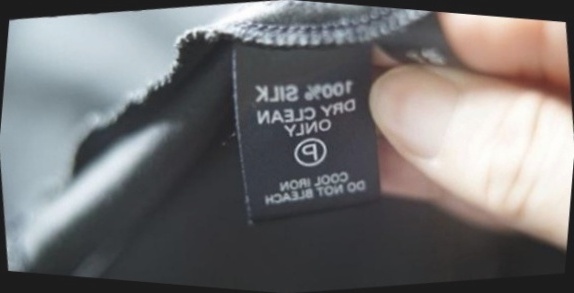 100% SILK
DRY CLEAN
ONLY
P
COOL IRON
DO NOT BLEACH